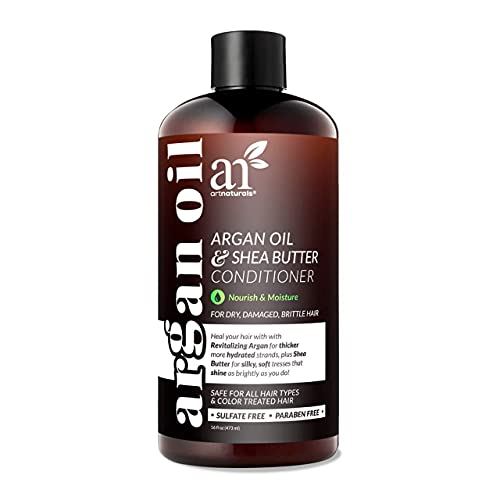 argan oil
an
artnaturals®
ARGAN OIL
& SHEA BUTTER
CONDITIONER
Nourish & Moisture
FOR DRY, DAMAGED, BRITTLE HAIR
Heal your hair with with
Revitalizing Argan for thicker
more hydrated strands, plus Shea
Butter for silky, soft tresses that
shine as brightly as you do!
SAFE FOR ALL HAIR TYPES
& COLOR TREATED HAIR
• SULFATE FREE • PARABEN FREE •
16 fl oz (473 ml)